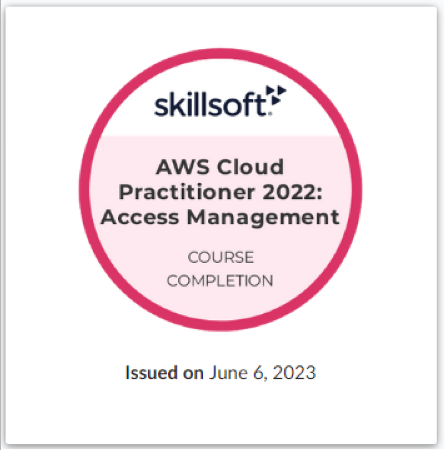 skillsoft
AWS Cloud
Practitioner 2022:
Access Management
COURSE
COMPLETION
Issued on June 6, 2023